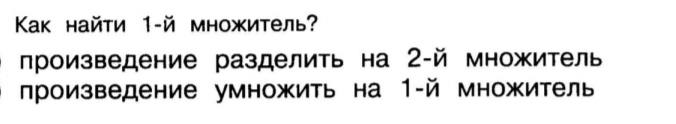 Как найти 1-й множитель?
произведение разделить на 2-й множитель
произведение умножить на 1-й множитель